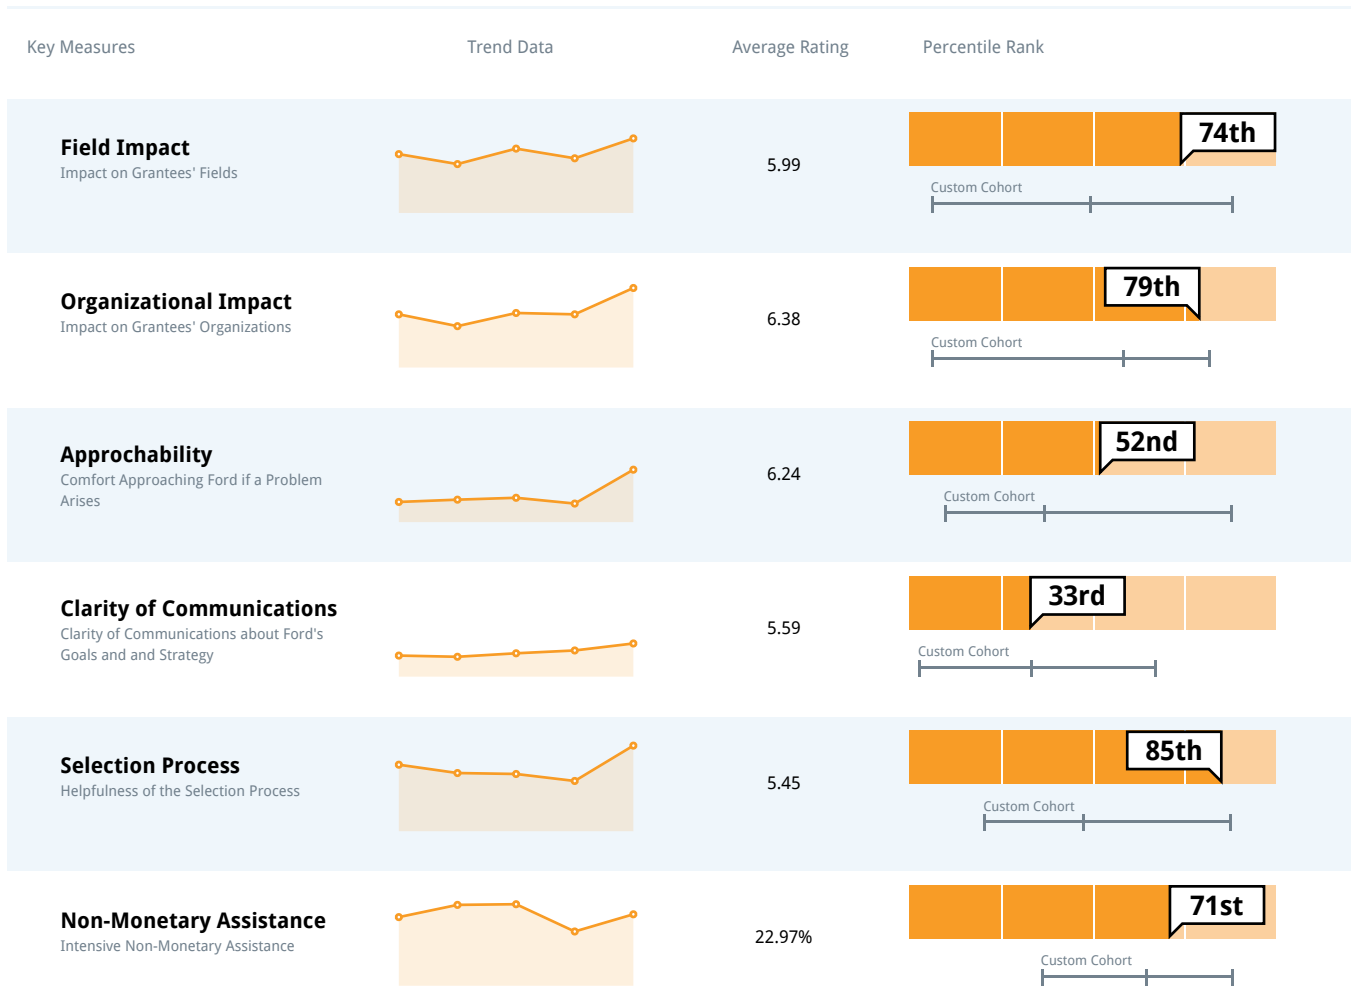 Key Measures
Trend Data
Average Rating
Percentile Rank
Field Impact
Impact on Grantees' Fields
5.99
74th
Custom Cohort
Organizational Impact
Impact on Grantees' Organizations
6.38
79th
Custom Cohort
Approchability
Comfort Approaching Ford if a Problem
Arises
6.24
52nd
Custom Cohort
Clarity of Communications
Clarity of Communications about Ford's
Goals and and Strategy
5.59
33rd
Custom Cohort
Selection Process
Helpfulness of the Selection Process
5.45
85th
Custom Cohort
Non-Monetary Assistance
Intensive Non-Monetary Assistance
22.97%
71st
Custom Cohort